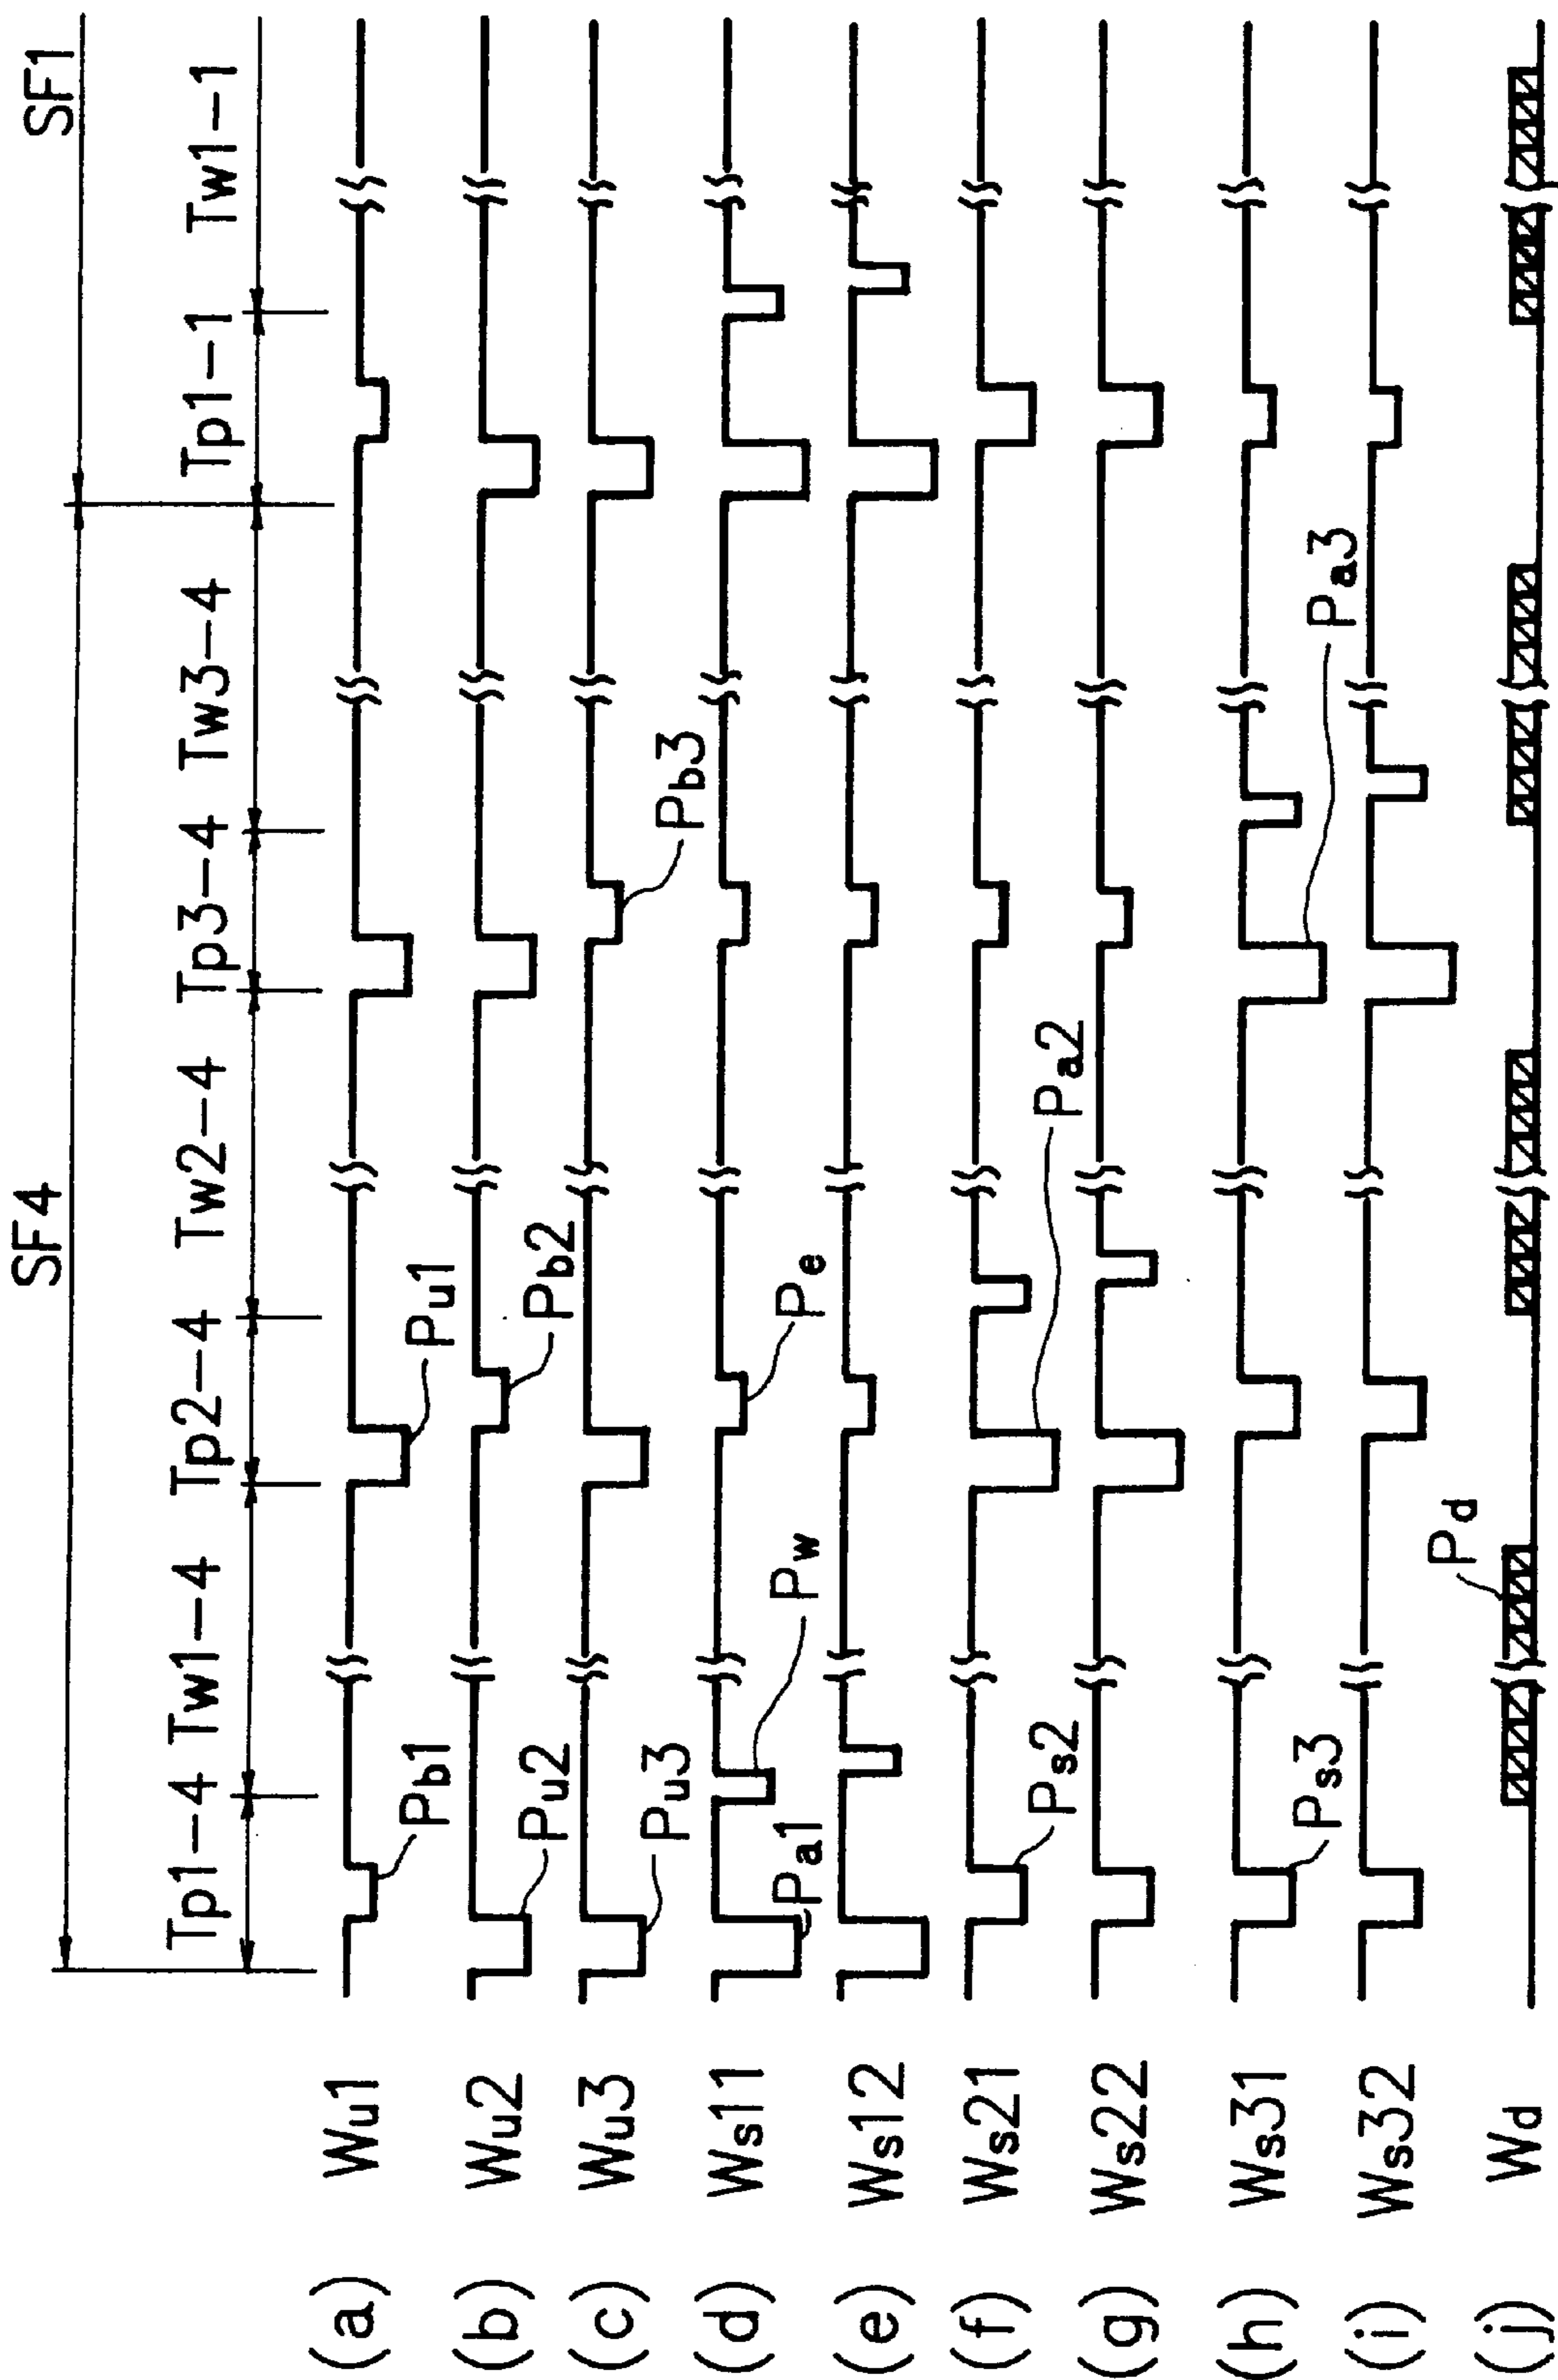 SF4 SF1
Tp1-4 Tw1-4 Tp2-4 Tw2-4 Tp3-4 Tw3-4 Tp1-1 Tw1-1
(a) Wu1 Pb1 Pu1
(b) Wu2 Pu2 Pb2
(c) Wu3 Pu3 Pb3
(d) Ws11 Pa1 Pw Pe
(e) Ws12
(f) Ws21 Ps2 Pa2
(g) Ws22
(h) Ws31 Ps3 Pa3
(i) Ws32
(j) Wd Pd